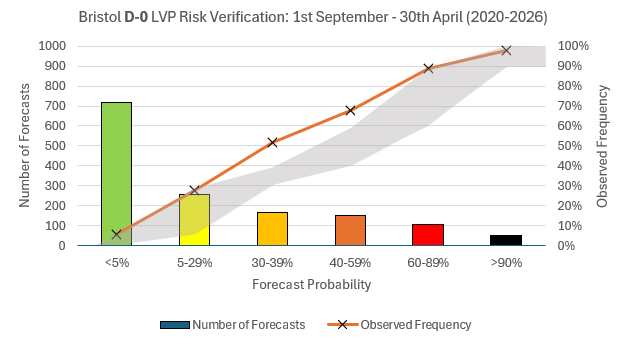 Bristol D-0 LVP Risk Verification: 1st September - 30th April (2020-2026)
1000 100%
900 90%
800 80%
700 70%
600 60%
500 50%
400 40%
300 30%
200 20%
100 10%
0 0%
Number of Forecasts
Observed Frequency
<5% 5-29% 30-39% 40-59% 60-89% >90%
Forecast Probability
Number of Forecasts Observed Frequency